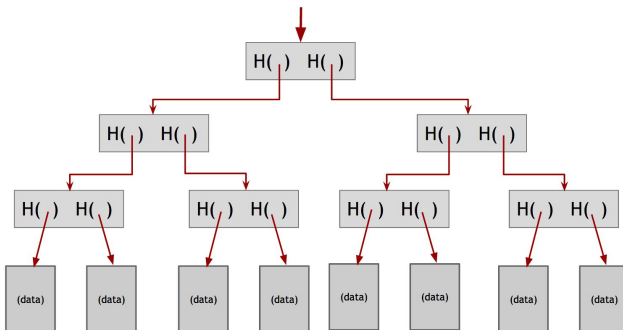 H( ) H( )
H( ) H( ) H( ) H( )
H( ) H( ) H( ) H( ) H( ) H( ) H( ) H( )
(data) (data) (data) (data) (data) (data) (data) (data)